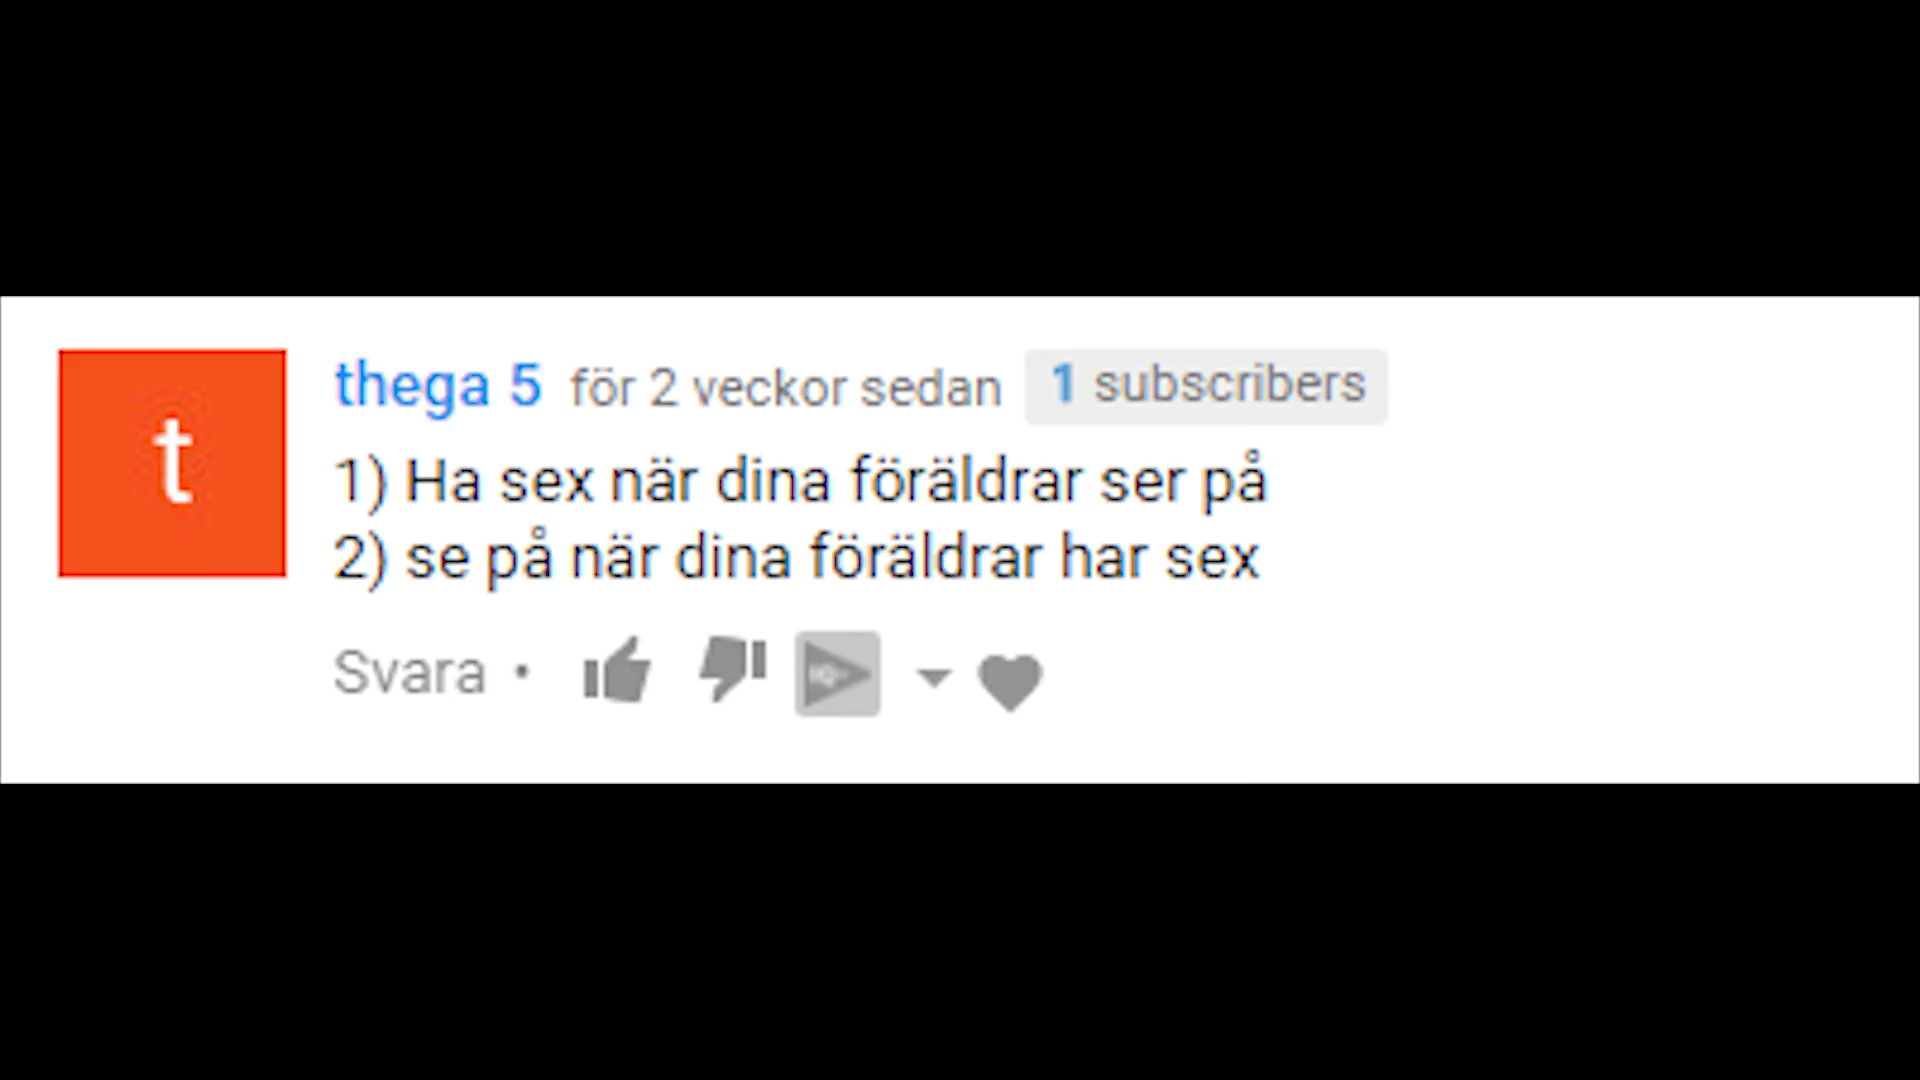 t
thega 5 för 2 veckor sedan 1 subscribers
1) Ha sex när dina föräldrar ser på
2) se på när dina föräldrar har sex
Svara •